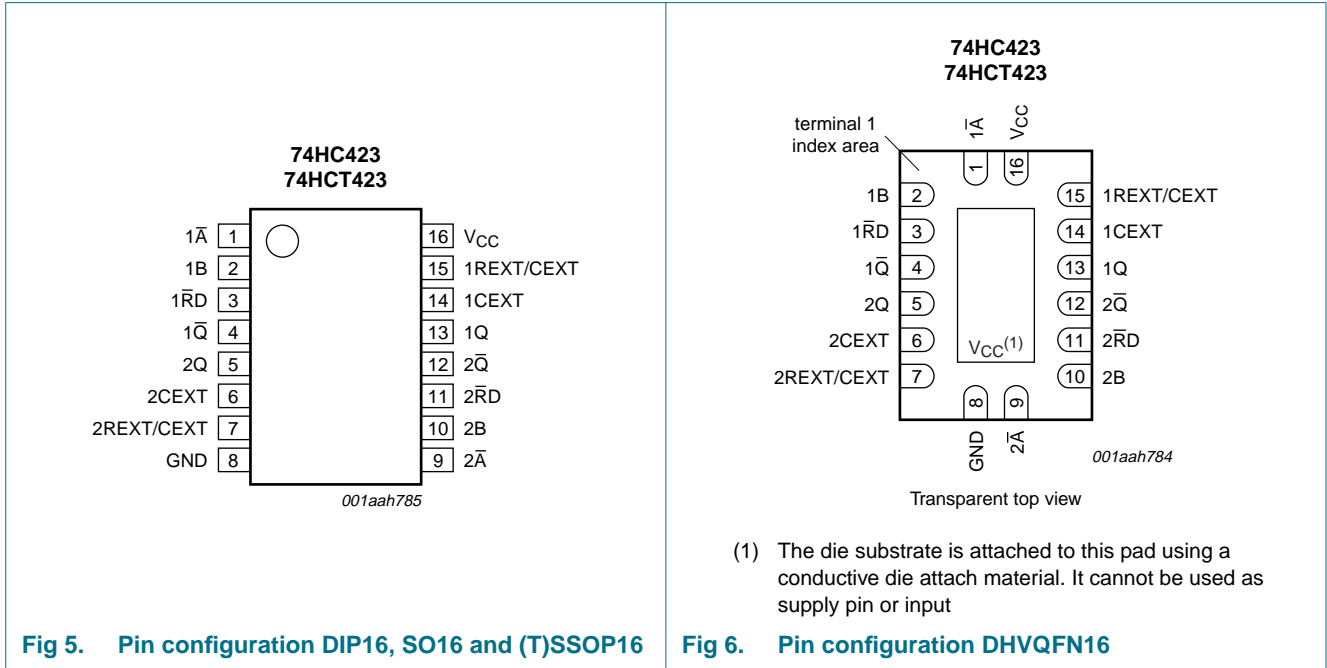 74HC423
74HCT423
1A̅ 1 16 VCC
1B 2 15 1REXT/CEXT
1R̅D 3 14 1CEXT
1Q̅ 4 13 1Q
2Q 5 12 2Q̅
2CEXT 6 11 2R̅D
2REXT/CEXT 7 10 2B
GND 8 9 2A̅
001aah785
Fig 5. Pin configuration DIP16, SO16 and (T)SSOP16
74HC423
74HCT423
terminal 1
index area
1A̅ VCC
1 16
1B 2 15 1REXT/CEXT
1R̅D 3 14 1CEXT
1Q̅ 4 13 1Q
2Q 5 12 2Q̅
2CEXT 6 11 2R̅D
VCC(1)
2REXT/CEXT 7 10 2B
8 9
GND 2A̅
001aah784
Transparent top view
(1) The die substrate is attached to this pad using a
conductive die attach material. It cannot be used as
supply pin or input
Fig 6. Pin configuration DHVQFN16